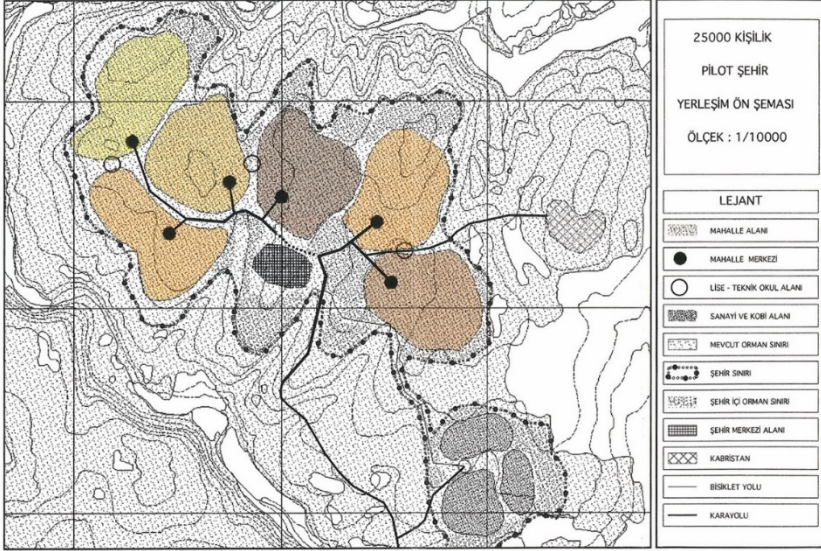 25000 KİŞİLİK
PİLOT ŞEHİR
YERLEŞİM ÖN ŞEMASI
ÖLÇEK : 1/10000
LEJANT
MAHALLE ALANI
MAHALLE MERKEZİ
LİSE - TEKNİK OKUL ALANI
SANAYİ VE KOBİ ALANI
MEVCUT ORMAN SINIRI
ŞEHİR SINIRI
ŞEHİR İÇİ ORMAN SINIRI
ŞEHİR MERKEZİ ALANI
KABRİSTAN
BİSİKLET YOLU
KARAYOLU